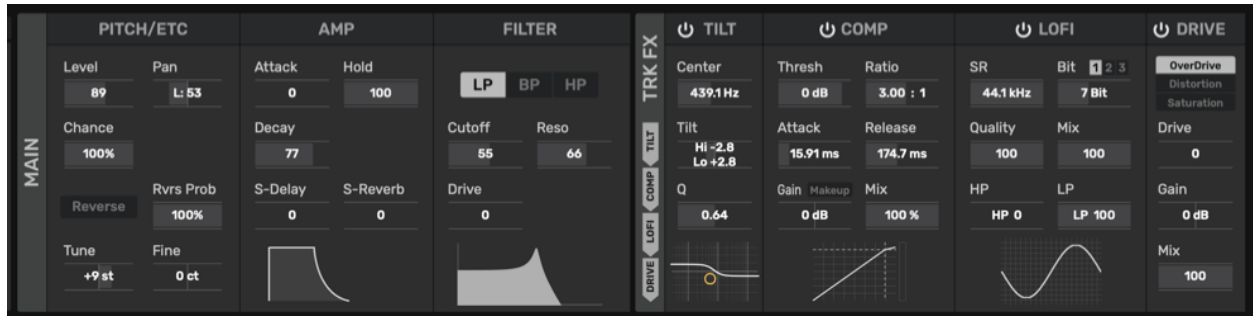 MAIN
PITCH/ETC
Level Pan
89 L: 53
Chance
100%
Rvrs Prob
Reverse 100%
Tune Fine
+9 st 0 ct
AMP
Attack Hold
0 100
Decay
77
S-Delay S-Reverb
0 0
FILTER
LP BP HP
Cutoff Reso
55 66
Drive
0
TRK FX
TILT
COMP
LOFI
DRIVE
TILT
Center
439.1 Hz
Tilt
Hi -2.8
Lo +2.8
Q
0.64
COMP
Thresh Ratio
0 dB 3.00 : 1
Attack Release
15.91 ms 174.7 ms
Gain Makeup Mix
0 dB 100 %
LOFI
SR Bit 1 2 3
44.1 kHz 7 Bit
Quality Mix
100 100
HP LP
HP 0 LP 100
DRIVE
OverDrive
Distortion
Saturation
Drive
0
Gain
0 dB
Mix
100